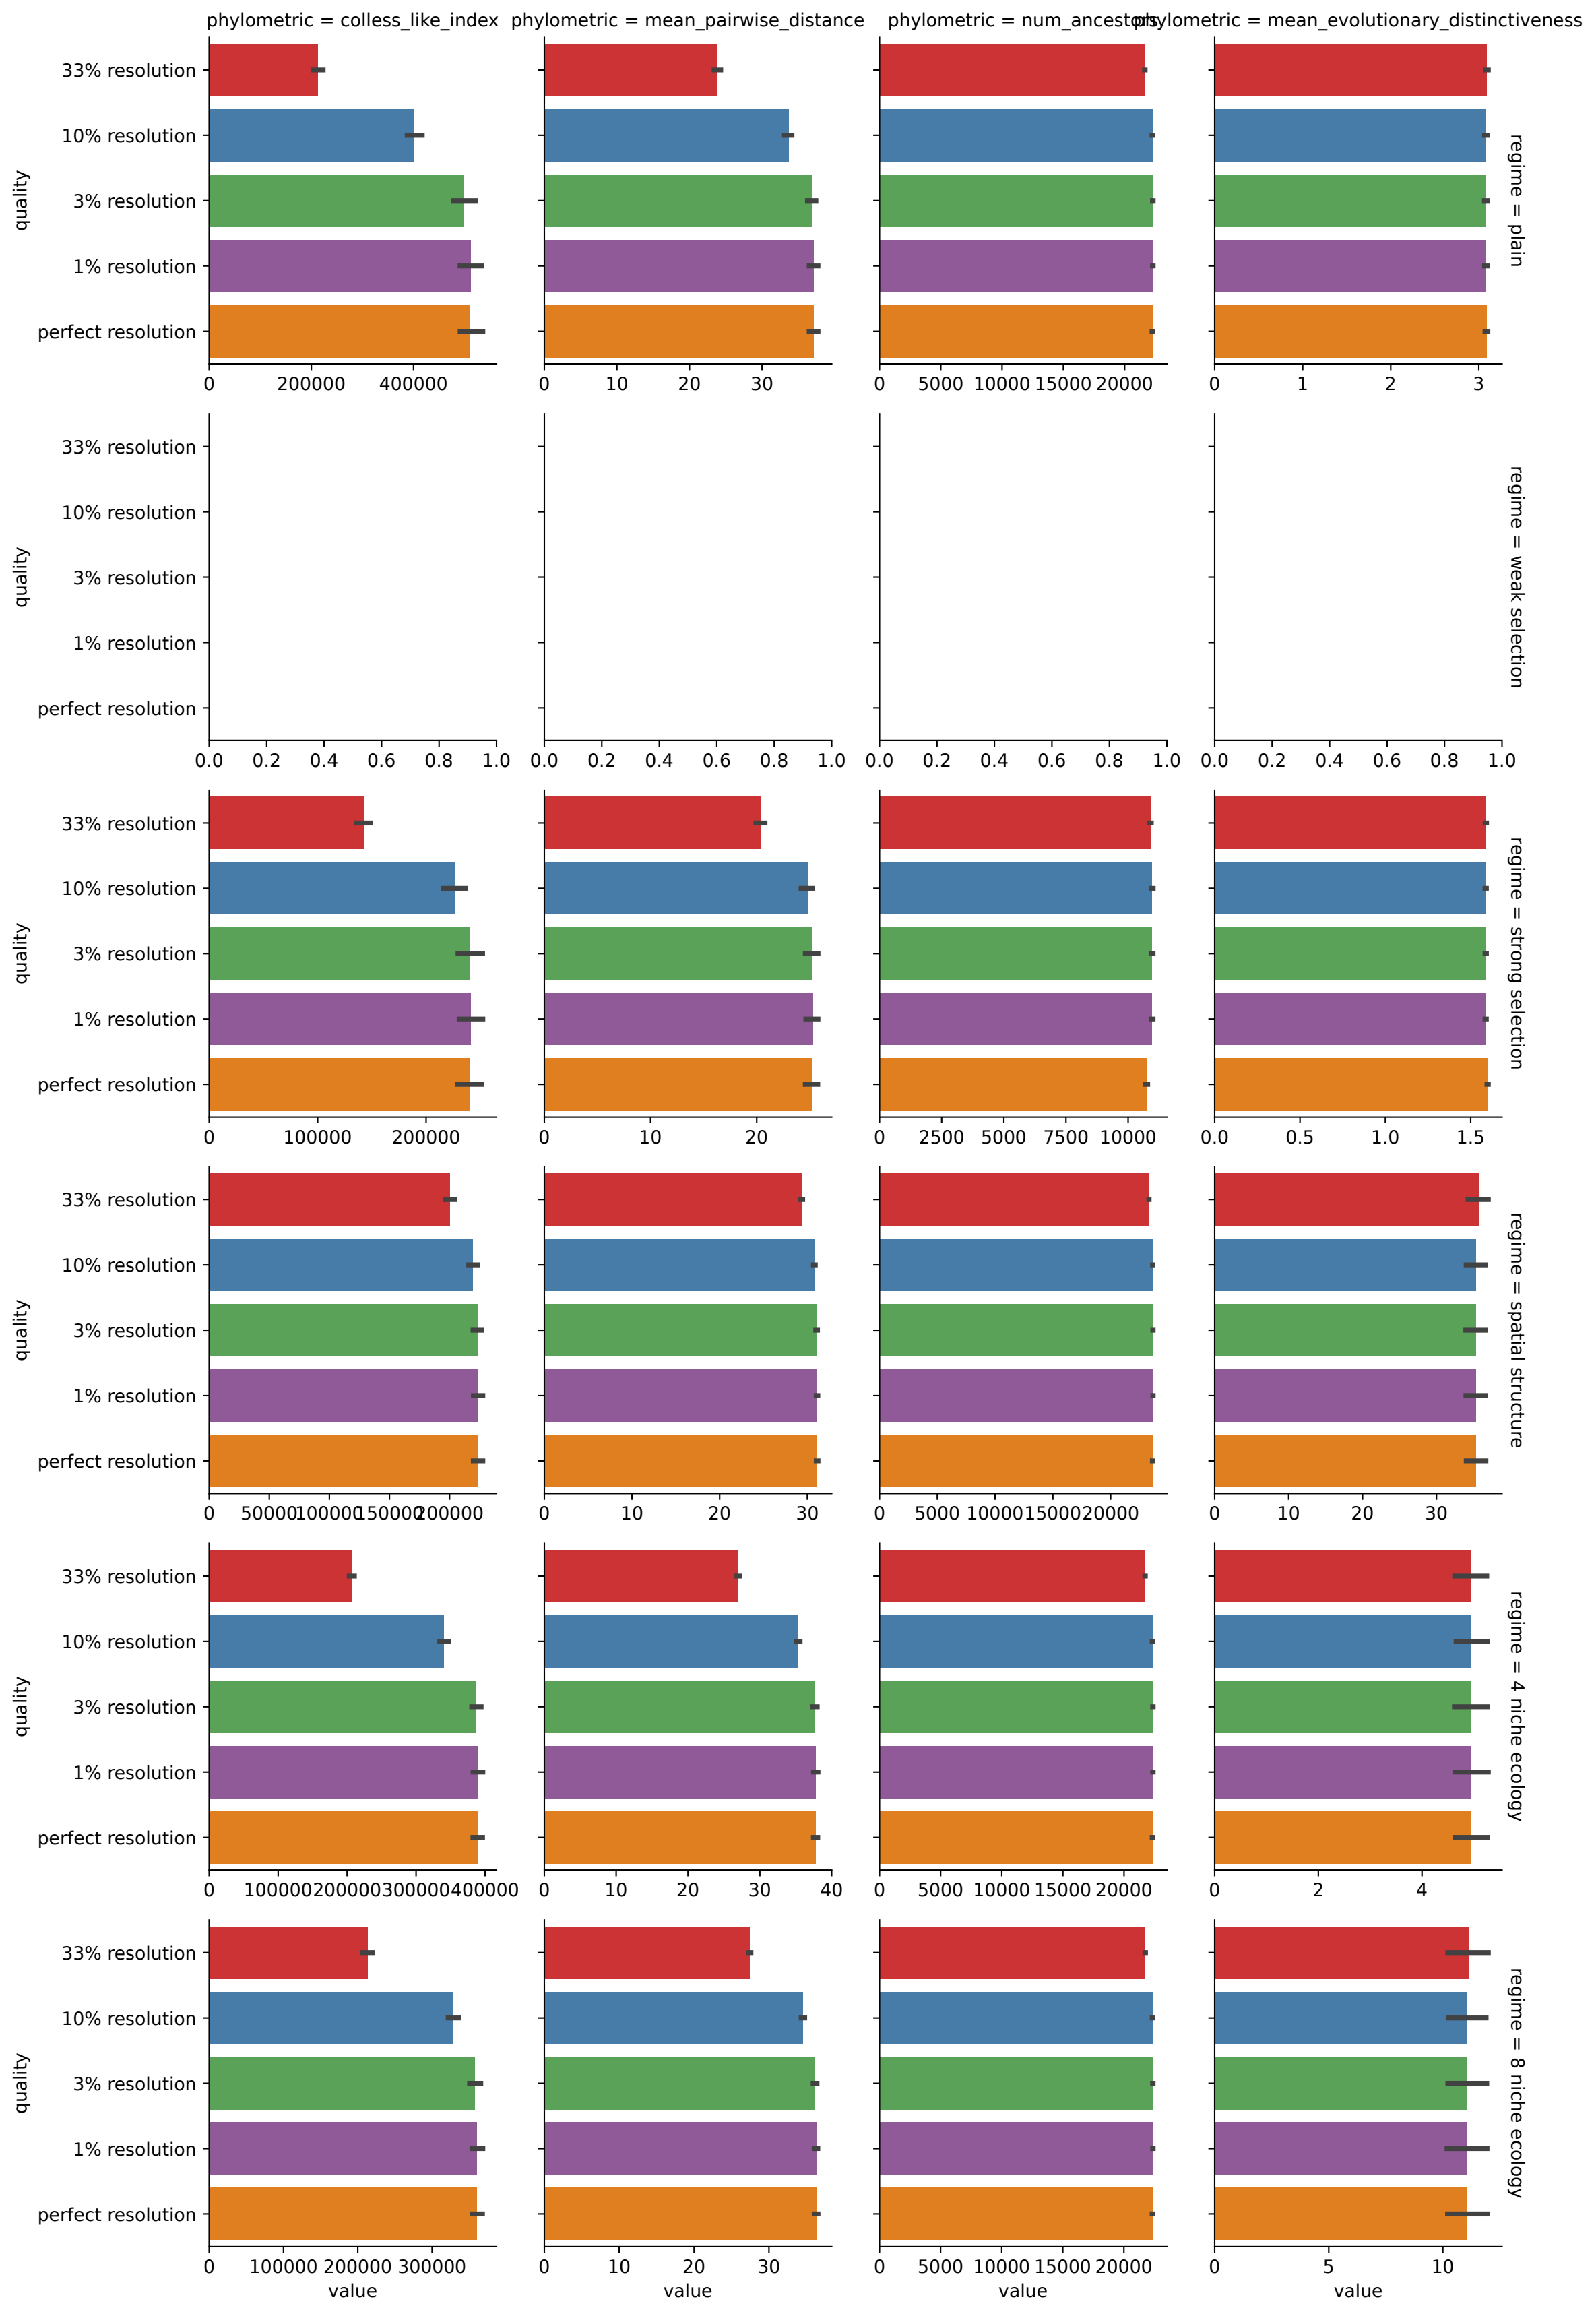 phylometric = colless_like_index
phylometric = mean_pairwise_distance
phylometric = num_ancestors
phylometric = mean_evolutionary_distinctiveness
33% resolution
10% resolution
3% resolution
1% resolution
perfect resolution
quality
0 200000 400000
0 10 20 30
0 5000 10000 15000 20000
0 1 2 3
regime = plain
33% resolution
10% resolution
3% resolution
1% resolution
perfect resolution
quality
0.0 0.2 0.4 0.6 0.8 1.0
0.0 0.2 0.4 0.6 0.8 1.0
0.0 0.2 0.4 0.6 0.8 1.0
0.0 0.2 0.4 0.6 0.8 1.0
regime = weak selection
33% resolution
10% resolution
3% resolution
1% resolution
perfect resolution
quality
0 100000 200000
0 10 20
0 2500 5000 7500 10000
0.0 0.5 1.0 1.5
regime = strong selection
33% resolution
10% resolution
3% resolution
1% resolution
perfect resolution
quality
0 50000 100000 150000 200000
0 10 20 30
0 5000 10000 15000 20000
0 10 20 30
regime = spatial structure
33% resolution
10% resolution
3% resolution
1% resolution
perfect resolution
quality
0 100000 200000 300000 400000
0 10 20 30 40
0 5000 10000 15000 20000
0 2 4
regime = 4 niche ecology
33% resolution
10% resolution
3% resolution
1% resolution
perfect resolution
quality
0 100000 200000 300000
0 10 20 30
0 5000 10000 15000 20000
0 5 10
regime = 8 niche ecology
value
value
value
value